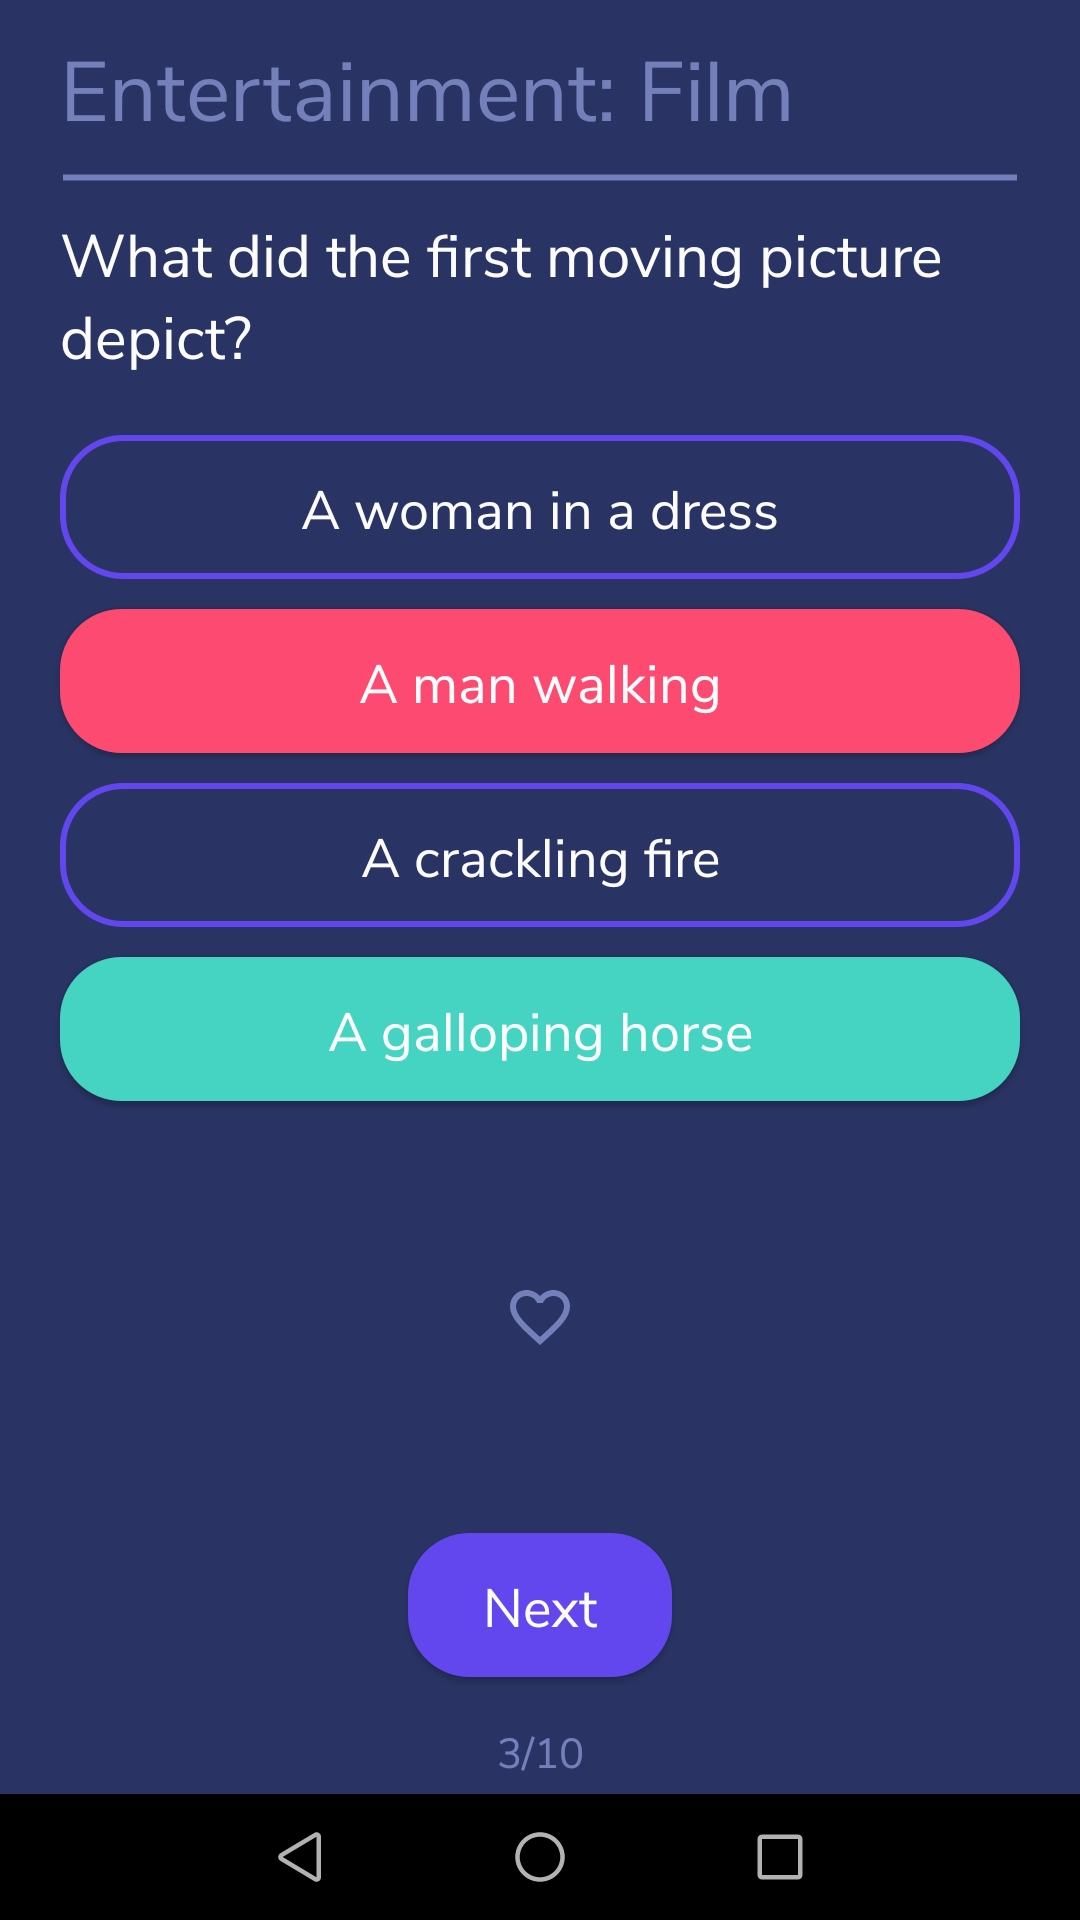 Entertainment: Film
What did the first moving picture
depict?
A woman in a dress
A man walking
A crackling fire
A galloping horse
Next
3/10